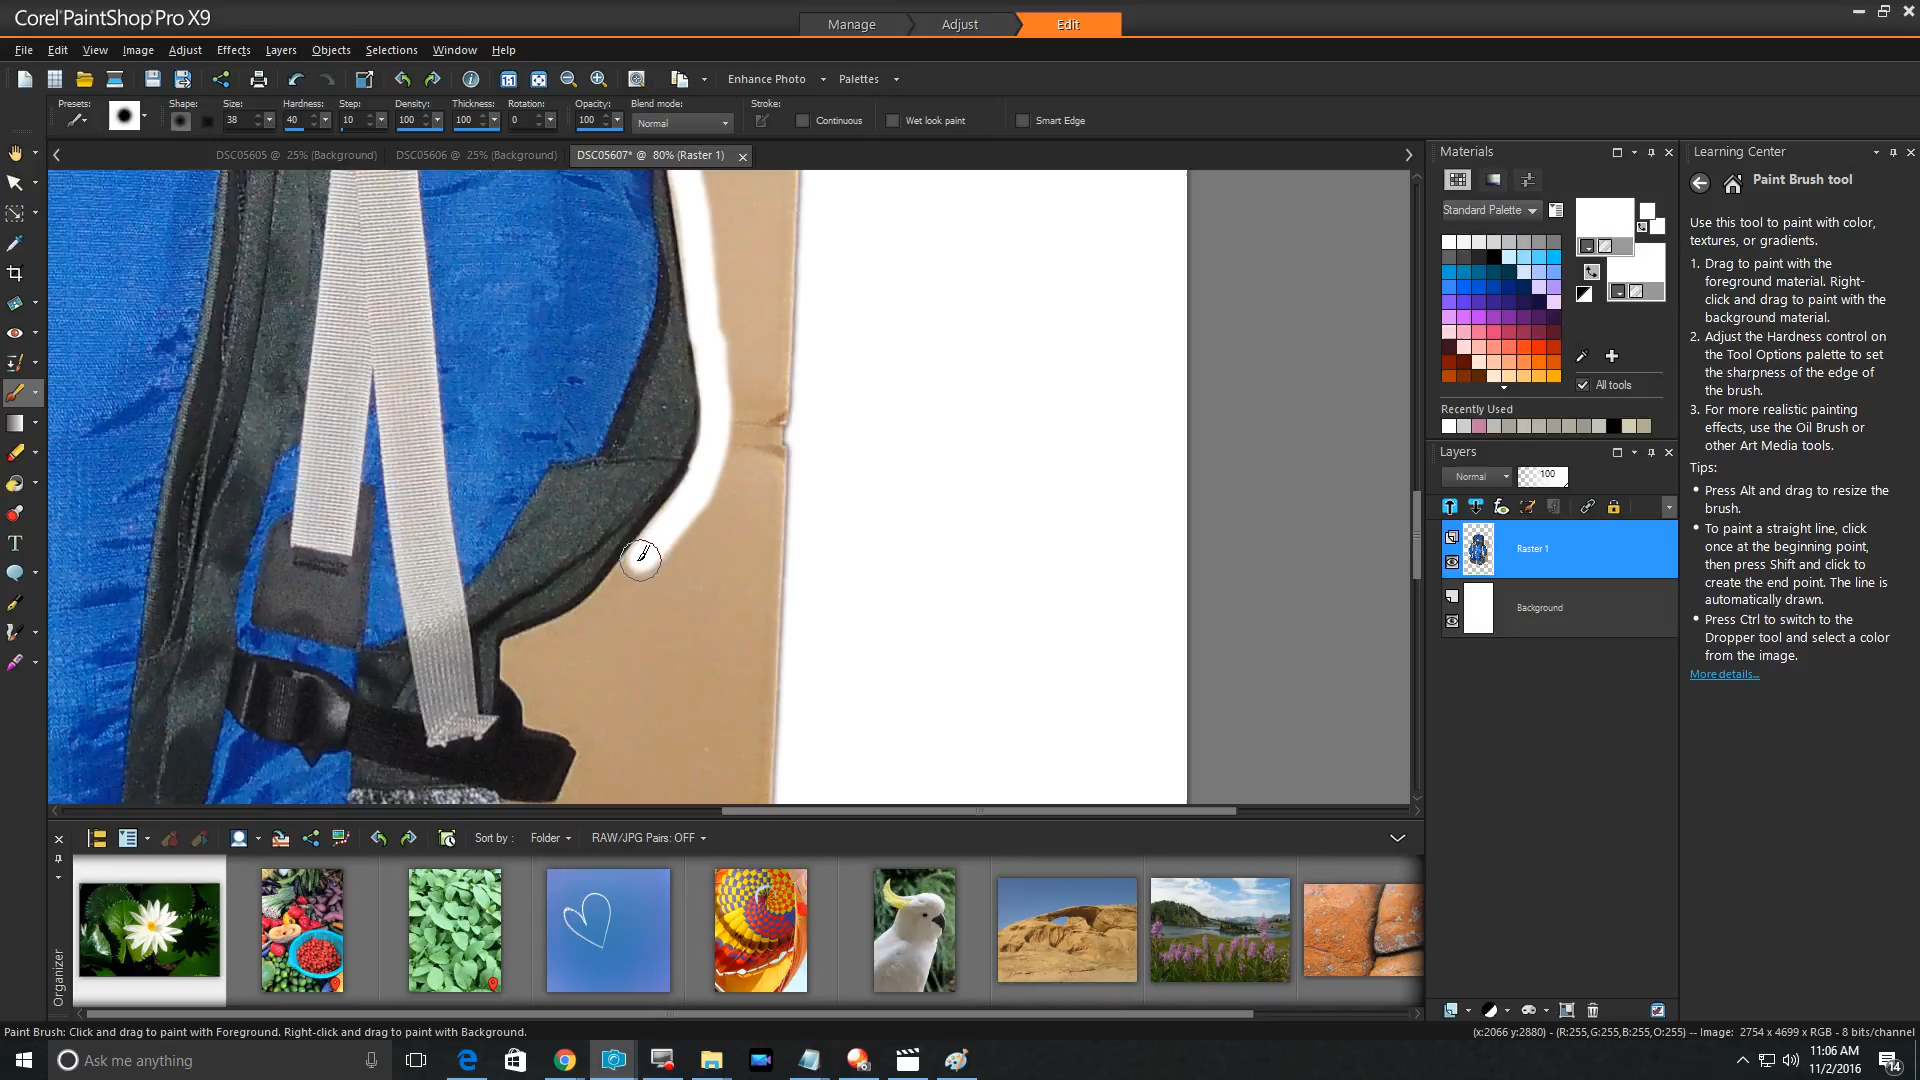 Corel PaintShop Pro X9
Manage
Adjust
Edit
File Edit View Image Adjust Effects Layers Objects Selections Window Help
Enhance Photo
Palettes
Presets:
Shape:
Size:
Hardness:
Step:
Density:
Thickness:
Rotation:
Opacity:
Blend mode:
Stroke:
38
40
10
100
100
0
100
Normal
Continuous
Wet look paint
Smart Edge
DSC05605 @ 25% (Background)
DSC05606 @ 25% (Background)
DSC05607* @ 80% (Raster 1)
Materials
Standard Palette
All tools
Recently Used
Layers
Normal
100
Raster 1
Background
Learning Center
Paint Brush tool
Use this tool to paint with color,
textures, or gradients.
1. Drag to paint with the
foreground material. Right-
click and drag to paint with the
background material.
2. Adjust the Hardness control on
the Tool Options palette to set
the sharpness of the edge of
the brush.
3. For more realistic painting
effects, use the Oil Brush or
other Art Media tools.
Tips:
• Press Alt and drag to resize the
brush.
• To paint a straight line, click
once at the beginning point,
then press Shift and click to
create the end point. The line is
automatically drawn.
• Press Ctrl to switch to the
Dropper tool and select a color
from the image.
More details...
Sort by :
Folder
RAW/JPG Pairs: OFF
Organizer
Paint Brush: Click and drag to paint with Foreground. Right-click and drag to paint with Background.
(x:2066 y:2880) - (R:255,G:255,B:255,O:255) -- Image: 2754 x 4699 x RGB - 8 bits/channel
Ask me anything
11:06 AM
11/2/2016
14